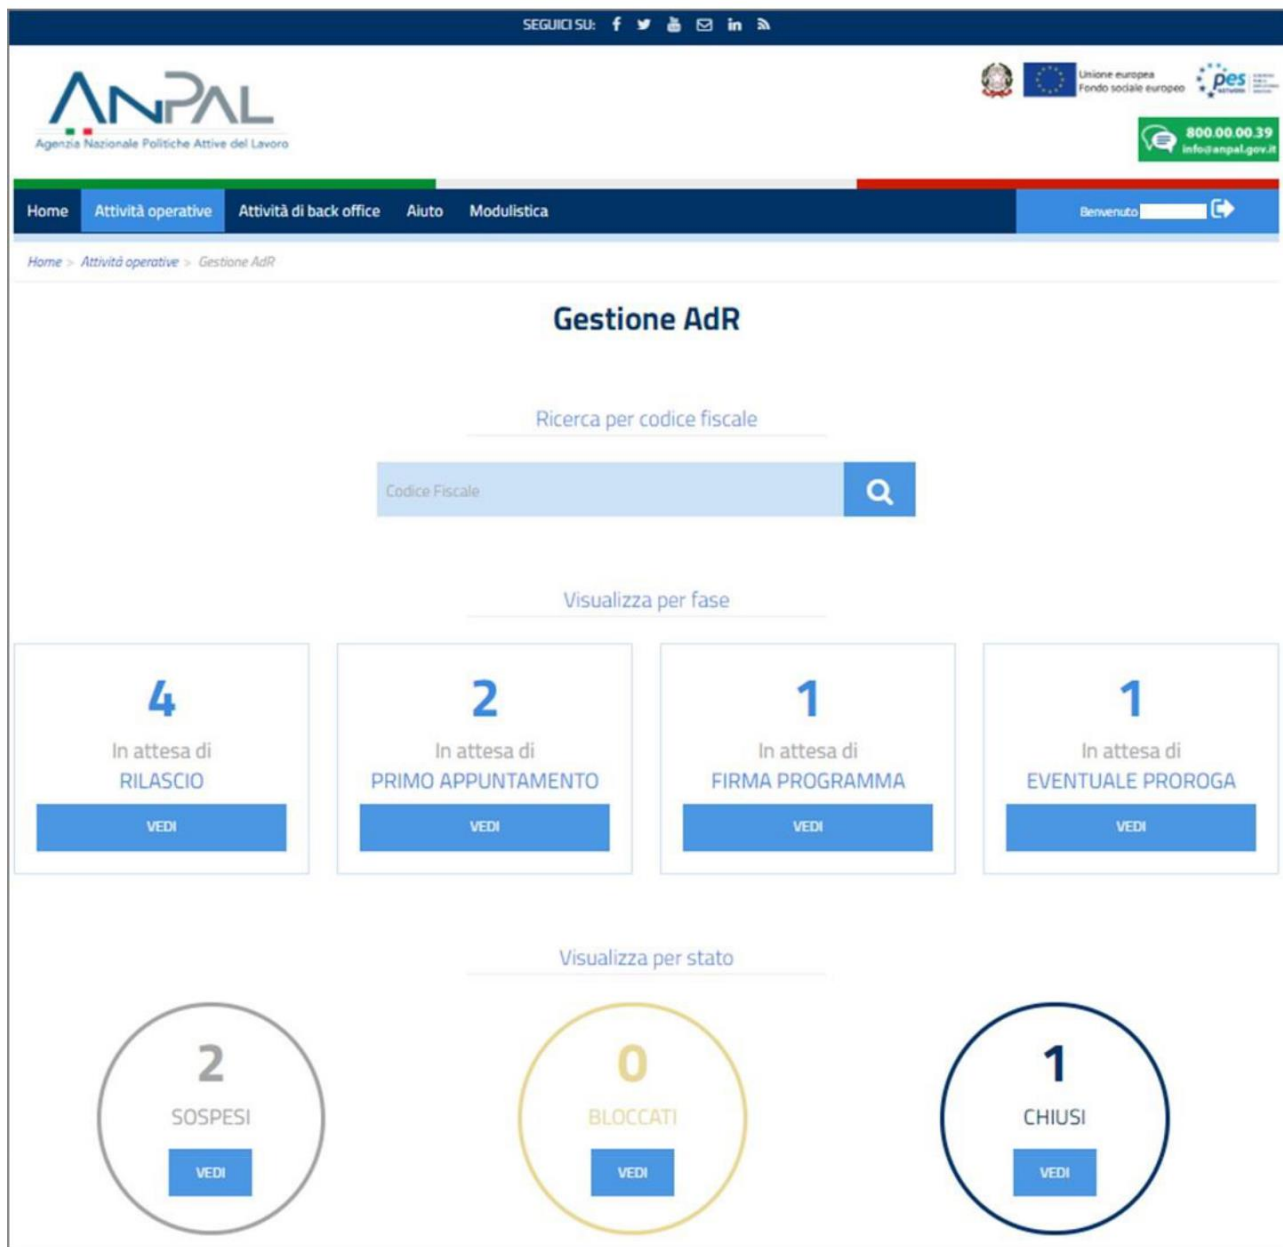 SEGUICI SU:
ANPAL
Agenzia Nazionale Politiche Attive del Lavoro
Unione europea
Fondo sociale europeo
pes
NETWORK
800.00.00.39
info@anpal.gov.it
Home Attività operative Attività di back office Aiuto Modulistica Benvenuto
Home > Attività operative > Gestione AdR
Gestione AdR
Ricerca per codice fiscale
Codice Fiscale
Visualizza per fase
4 2 1 1
In attesa di In attesa di In attesa di In attesa di
RILASCIO PRIMO APPUNTAMENTO FIRMA PROGRAMMA EVENTUALE PROROGA
VEDI VEDI VEDI VEDI
Visualizza per stato
2 0 1
SOSPESI BLOCCATI CHIUSI
VEDI VEDI VEDI